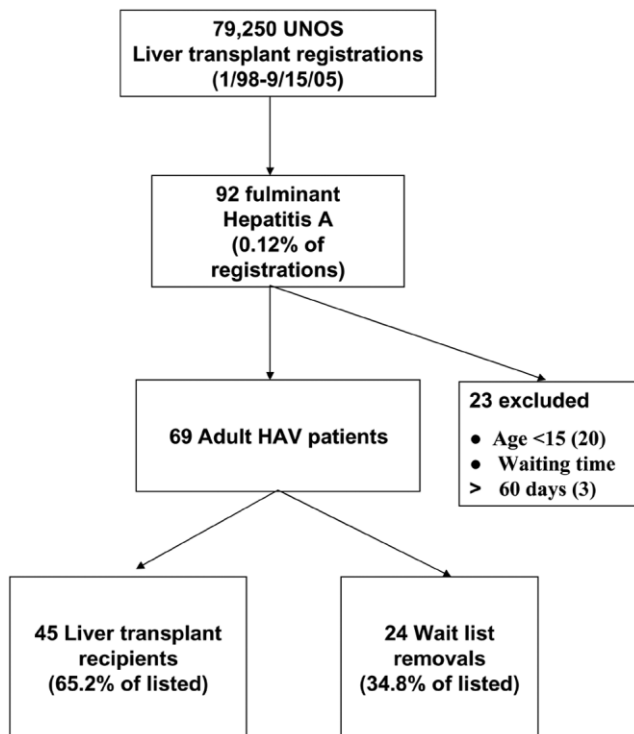 79,250 UNOS
Liver transplant registrations
(1/98-9/15/05)
92 fulminant
Hepatitis A
(0.12% of
registrations)
69 Adult HAV patients
23 excluded
● Age <15 (20)
● Waiting time
> 60 days (3)
45 Liver transplant
recipients
(65.2% of listed)
24 Wait list
removals
(34.8% of listed)